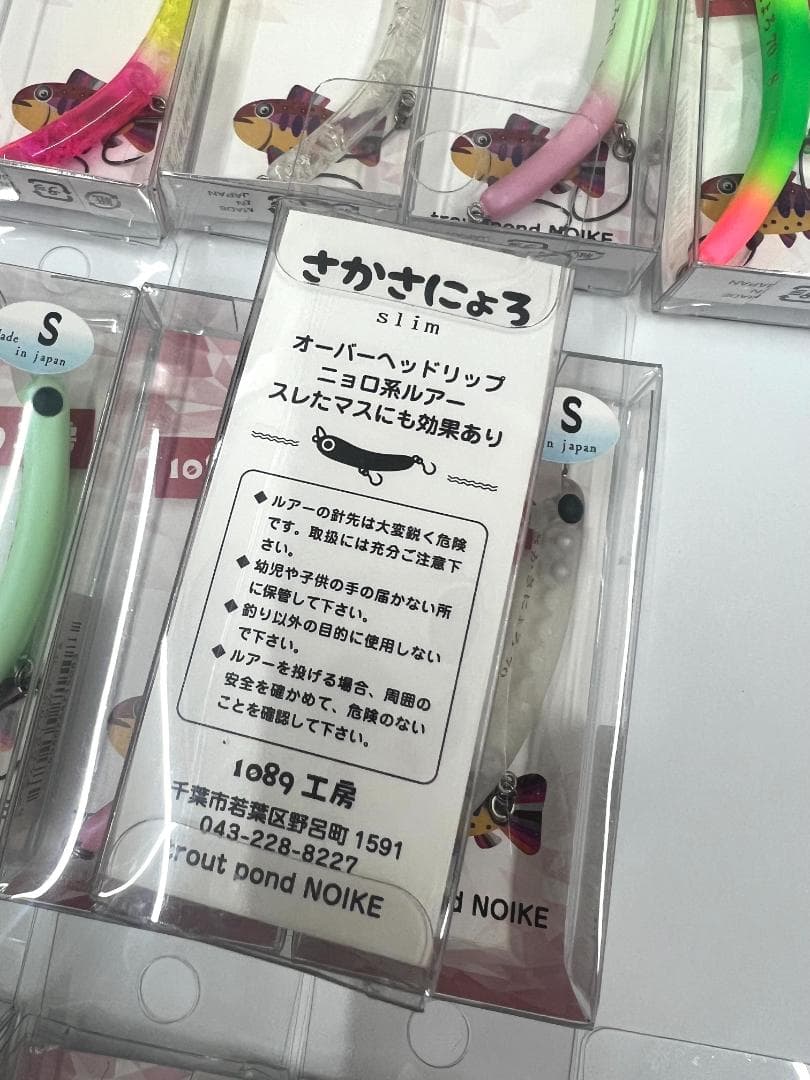 MADE
IN
JAPAN
trout pond NOIKE
MADE
IN
JAPAN
Made
S
in japan
S
in japan
108
さかさにょろ
slim
オーバーヘッドリップ
ニョロ系ルアー
スレたマスにも効果あり
◆ルアーの針先は大変鋭く危険
です。取扱には充分ご注意下
さい。
◆幼児や子供の手の届かない所
に保管して下さい。
◆釣り以外の目的に使用しない
で下さい。
◆ルアーを投げる場合、周囲の
安全を確かめて、危険のない
ことを確認して下さい。
1089工房
千葉市若葉区野呂町1591
043-228-8227
trout pond NOIKE
d NOIKE